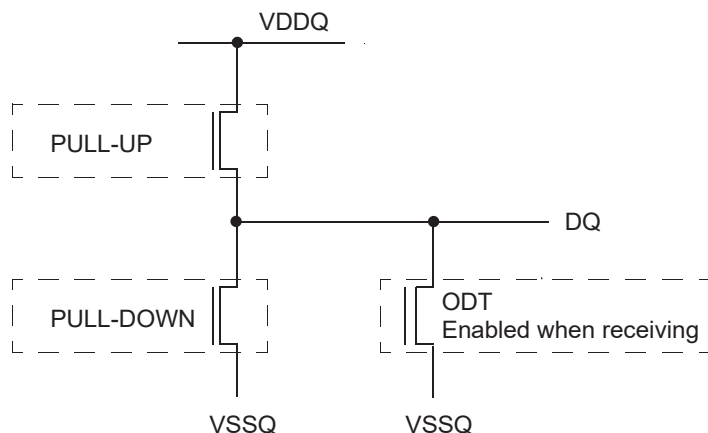 VDDQ
PULL-UP
DQ
PULL-DOWN
ODT
Enabled when receiving
VSSQ
VSSQ